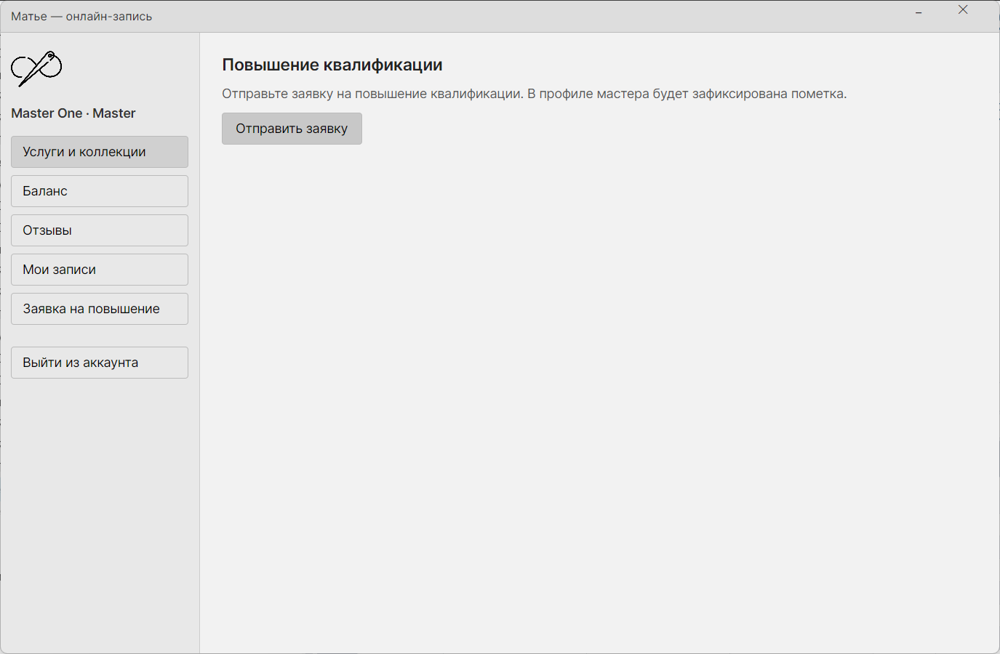 Матье — онлайн-запись
Master One · Master
Услуги и коллекции
Баланс
Отзывы
Мои записи
Заявка на повышение
Выйти из аккаунта
Повышение квалификации
Отправьте заявку на повышение квалификации. В профиле мастера будет зафиксирована пометка.
Отправить заявку